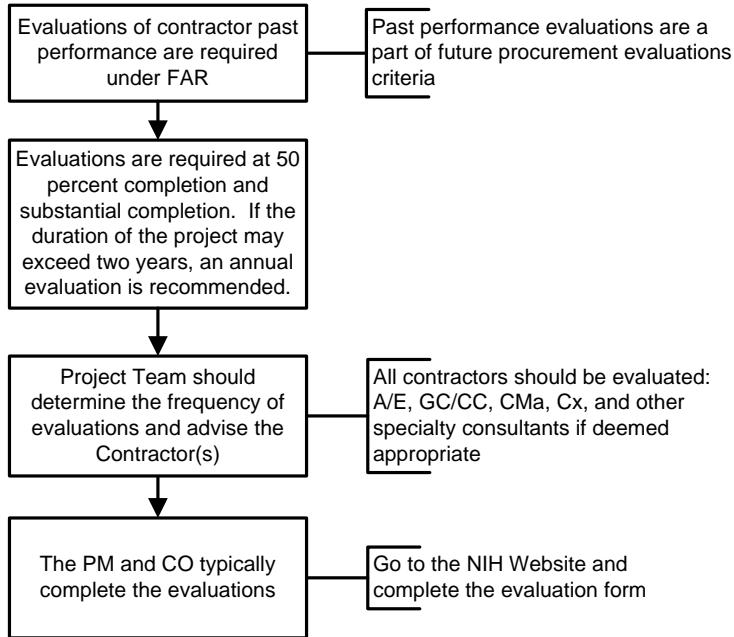 Evaluations of contractor past
performance are required
under FAR
Past performance evaluations are a
part of future procurement evaluations
criteria
Evaluations are required at 50
percent completion and
substantial completion.  If the
duration of the project may
exceed two years, an annual
evaluation is recommended.
Project Team should
determine the frequency of
evaluations and advise the
Contractor(s)
All contractors should be evaluated:
A/E, GC/CC, CMa, Cx, and other
specialty consultants if deemed
appropriate
The PM and CO typically
complete the evaluations
Go to the NIH Website and
complete the evaluation form